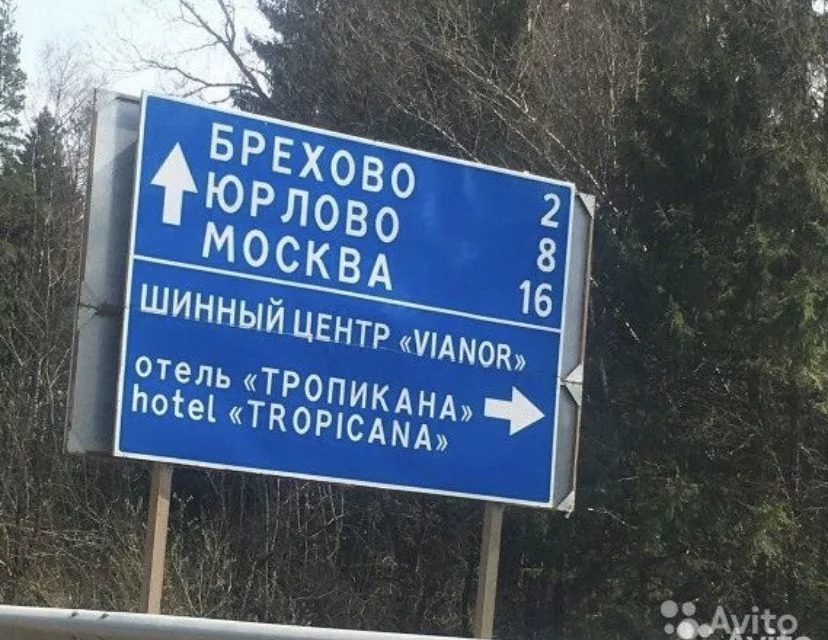 БРЕХОВО 2
ЮРЛОВО 8
МОСКВА 16
ШИННЫЙ ЦЕНТР «VIANOR»
отель «ТРОПИКАНА»
hotel «TROPICANA»
Avito